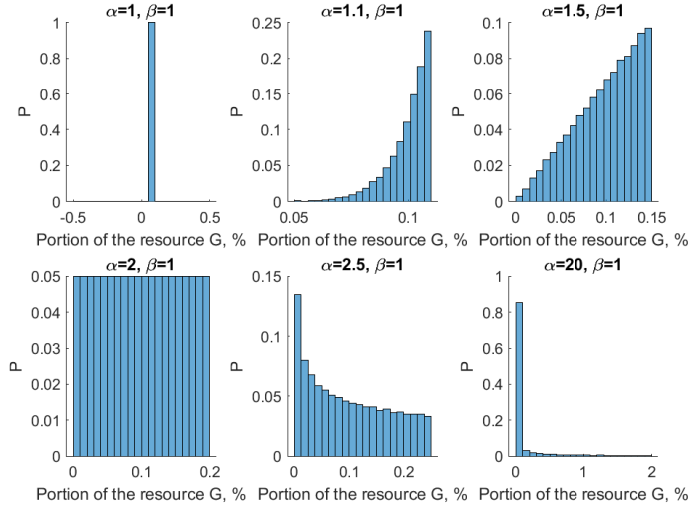 α=1, β=1
1
0.8
0.6
0.4
0.2
0
P
-0.5 0 0.5
Portion of the resource G, %
α=1.1, β=1
0.25
0.2
0.15
0.1
0.05
0
P
0.05 0.1
Portion of the resource G, %
α=1.5, β=1
0.1
0.08
0.06
0.04
0.02
0
P
0 0.05 0.1 0.15
Portion of the resource G, %
α=2, β=1
0.05
0.04
0.03
0.02
0.01
0
P
0 0.1 0.2
Portion of the resource G, %
α=2.5, β=1
0.15
0.1
0.05
0
P
0 0.1 0.2
Portion of the resource G, %
α=20, β=1
1
0.8
0.6
0.4
0.2
0
P
0 1 2
Portion of the resource G, %